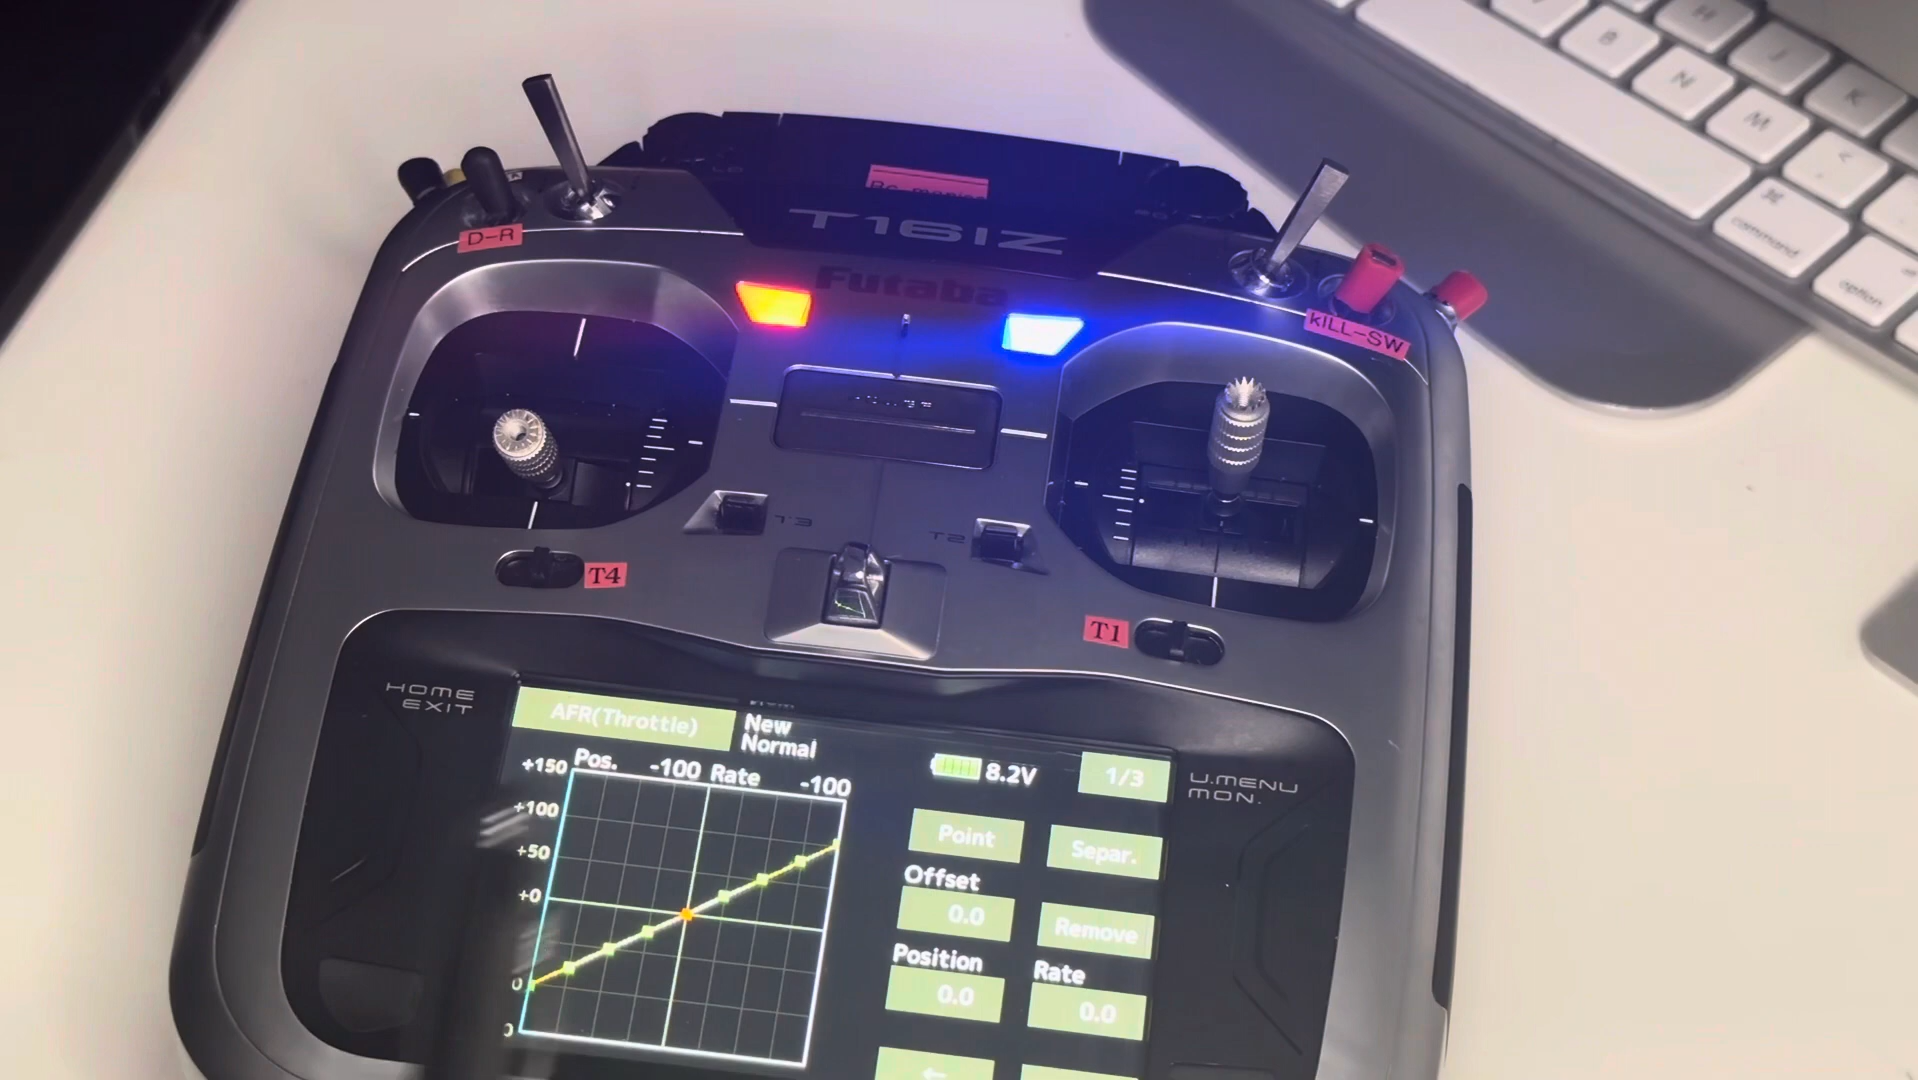 H
J
B
N
K
M
<
⌘
command
option
T16IZ
D-R
Futaba
kILL-SW
T3
T2
T4
T1
HOME
EXIT
AFR(Throttle)
New
Normal
8.2V
1/3
U.MENU
MON.
Pos. -100 Rate -100
+150
+100
+50
+0
Point
Separ.
Offset
0.0
Remove
Position
Rate
0.0
0.0
←